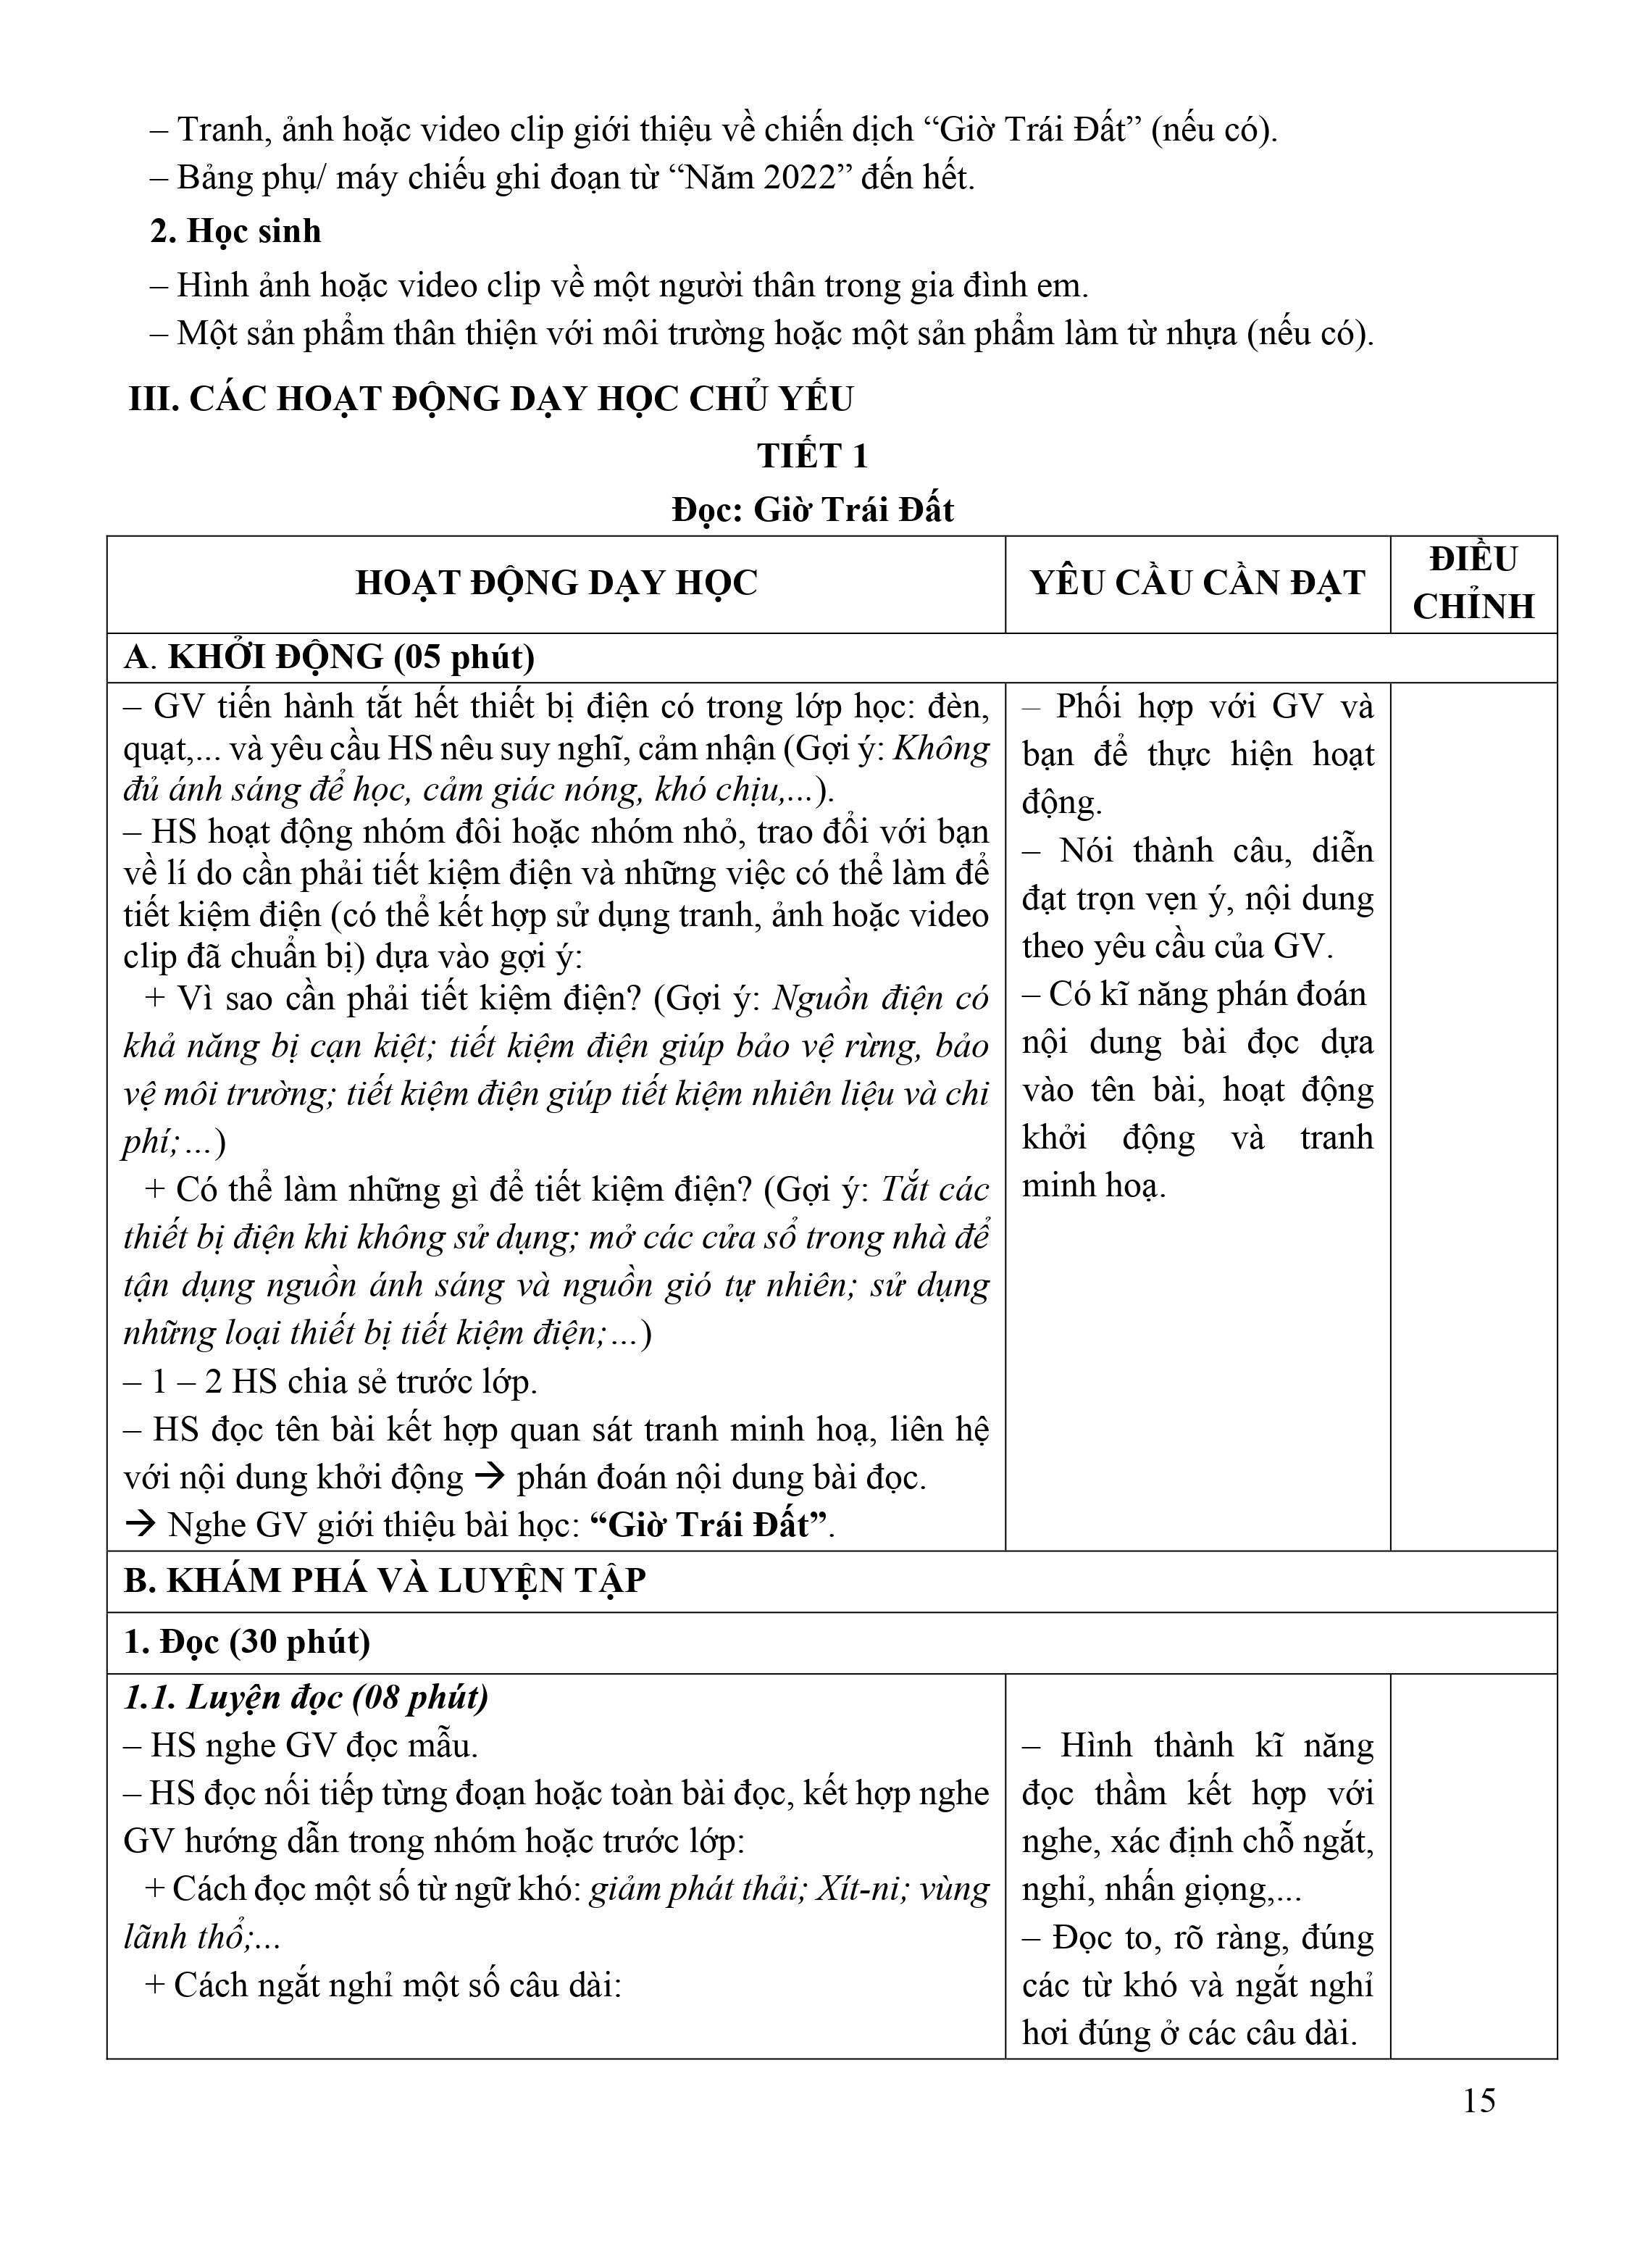 – Tranh, ảnh hoặc video clip giới thiệu về chiến dịch “Giờ Trái Đất” (nếu có).
– Bảng phụ/ máy chiếu ghi đoạn từ “Năm 2022” đến hết.
2. Học sinh
– Hình ảnh hoặc video clip về một người thân trong gia đình em.
– Một sản phẩm thân thiện với môi trường hoặc một sản phẩm làm từ nhựa (nếu có).
III. CÁC HOẠT ĐỘNG DẠY HỌC CHỦ YẾU
TIẾT 1
Đọc: Giờ Trái Đất
HOẠT ĐỘNG DẠY HỌC
YÊU CẦU CẦN ĐẠT
ĐIỀU
CHỈNH
A. KHỞI ĐỘNG (05 phút)
– GV tiến hành tắt hết thiết bị điện có trong lớp học: đèn,
quạt,... và yêu cầu HS nêu suy nghĩ, cảm nhận (Gợi ý: Không
đủ ánh sáng để học, cảm giác nóng, khó chịu,...).
– HS hoạt động nhóm đôi hoặc nhóm nhỏ, trao đổi với bạn
về lí do cần phải tiết kiệm điện và những việc có thể làm để
tiết kiệm điện (có thể kết hợp sử dụng tranh, ảnh hoặc video
clip đã chuẩn bị) dựa vào gợi ý:
+ Vì sao cần phải tiết kiệm điện? (Gợi ý: Nguồn điện có
khả năng bị cạn kiệt; tiết kiệm điện giúp bảo vệ rừng, bảo
vệ môi trường; tiết kiệm điện giúp tiết kiệm nhiên liệu và chi
phí;…)
+ Có thể làm những gì để tiết kiệm điện? (Gợi ý: Tắt các
thiết bị điện khi không sử dụng; mở các cửa sổ trong nhà để
tận dụng nguồn ánh sáng và nguồn gió tự nhiên; sử dụng
những loại thiết bị tiết kiệm điện;…)
– 1 – 2 HS chia sẻ trước lớp.
– HS đọc tên bài kết hợp quan sát tranh minh hoạ, liên hệ
với nội dung khởi động → phán đoán nội dung bài đọc.
→ Nghe GV giới thiệu bài học: “Giờ Trái Đất”.
– Phối hợp với GV và
bạn để thực hiện hoạt
động.
– Nói thành câu, diễn
đạt trọn vẹn ý, nội dung
theo yêu cầu của GV.
– Có kĩ năng phán đoán
nội dung bài đọc dựa
vào tên bài, hoạt động
khởi động và tranh
minh hoạ.
B. KHÁM PHÁ VÀ LUYỆN TẬP
1. Đọc (30 phút)
1.1. Luyện đọc (08 phút)
– HS nghe GV đọc mẫu.
– HS đọc nối tiếp từng đoạn hoặc toàn bài đọc, kết hợp nghe
GV hướng dẫn trong nhóm hoặc trước lớp:
+ Cách đọc một số từ ngữ khó: giảm phát thải; Xít-ni; vùng
lãnh thổ;...
+ Cách ngắt nghỉ một số câu dài:
– Hình thành kĩ năng
đọc thầm kết hợp với
nghe, xác định chỗ ngắt,
nghỉ, nhấn giọng,...
– Đọc to, rõ ràng, đúng
các từ khó và ngắt nghỉ
hơi đúng ở các câu dài.
15